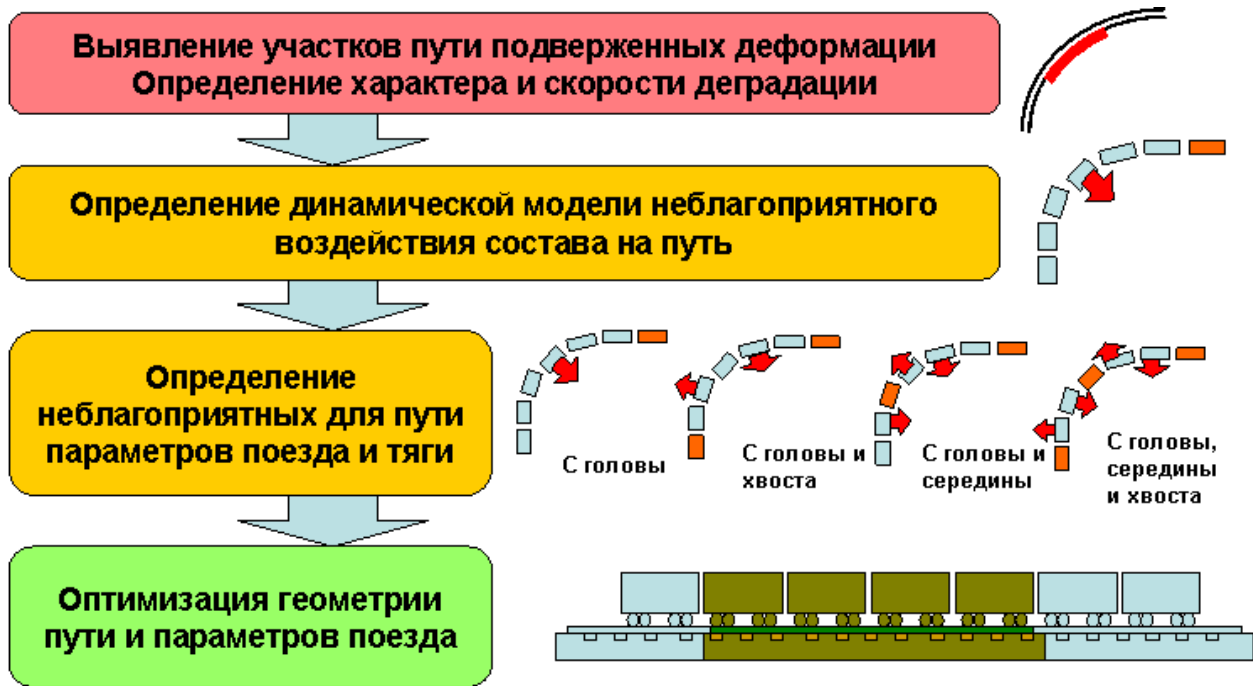 Выявление участков пути подверженных деформации
Определение характера и скорости деградации
Определение динамической модели неблагоприятного
воздействия состава на путь
Определение
неблагоприятных для пути
параметров поезда и тяги
С головы
С головы и
хвоста
С головы и
середины
С головы,
середины
и хвоста
Оптимизация геометрии
пути и параметров поезда